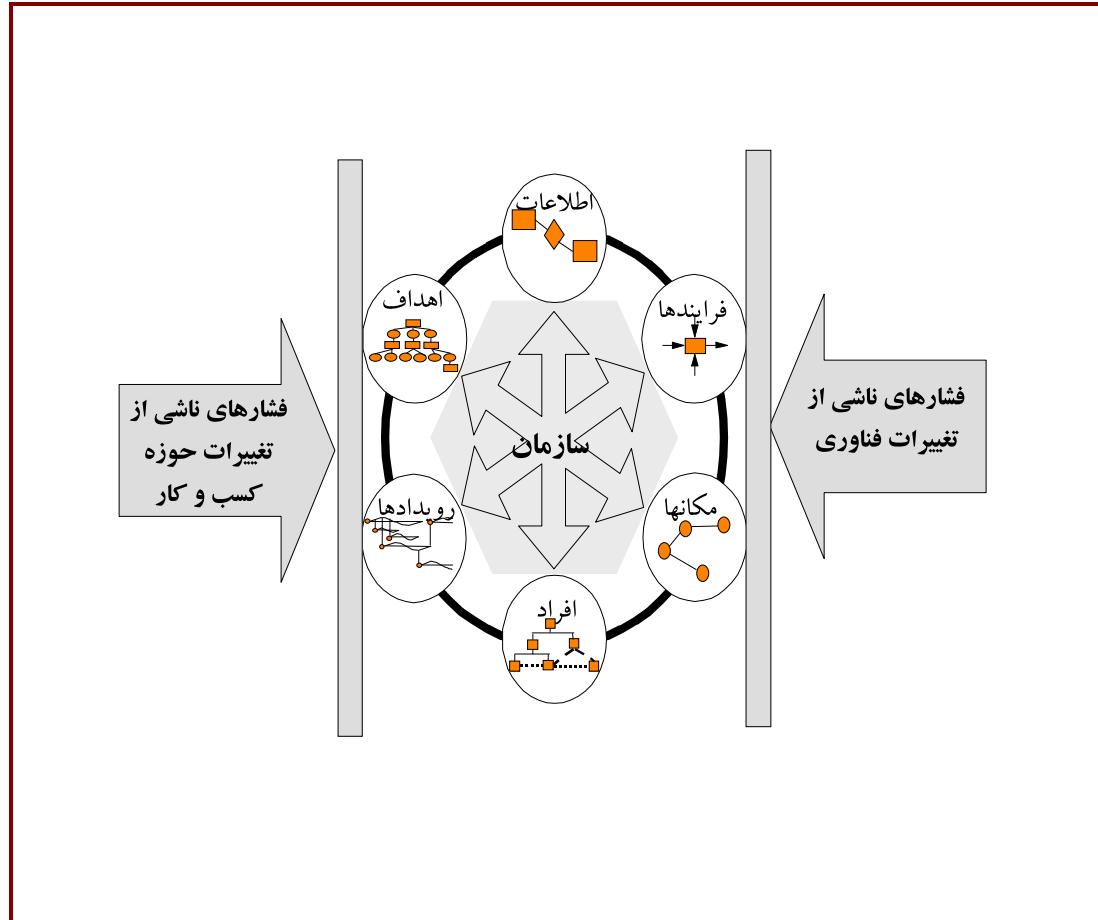 اطلاعات
فرایندها
اهداف
فشارهای ناشی از
تغییرات فناوری
سازمان
فشارهای ناشی از
تغییرات حوزه
کسب و کار
مکانها
رویدادها
افراد